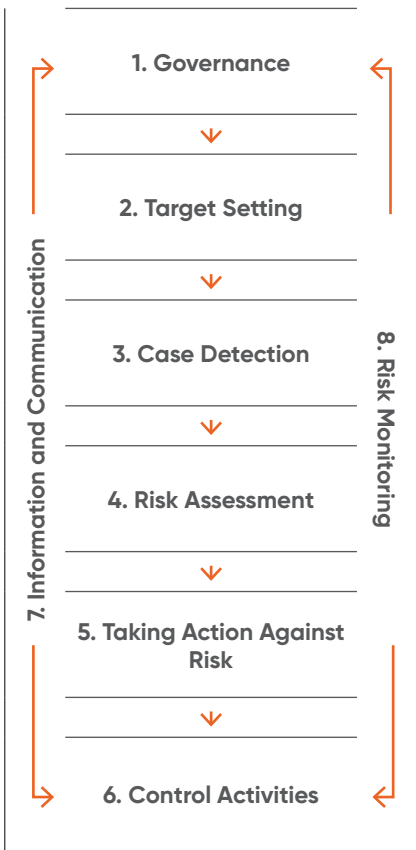 1. Governance
2. Target Setting
3. Case Detection
4. Risk Assessment
5. Taking Action Against
Risk
6. Control Activities
7. Information and Communication
8. Risk Monitoring